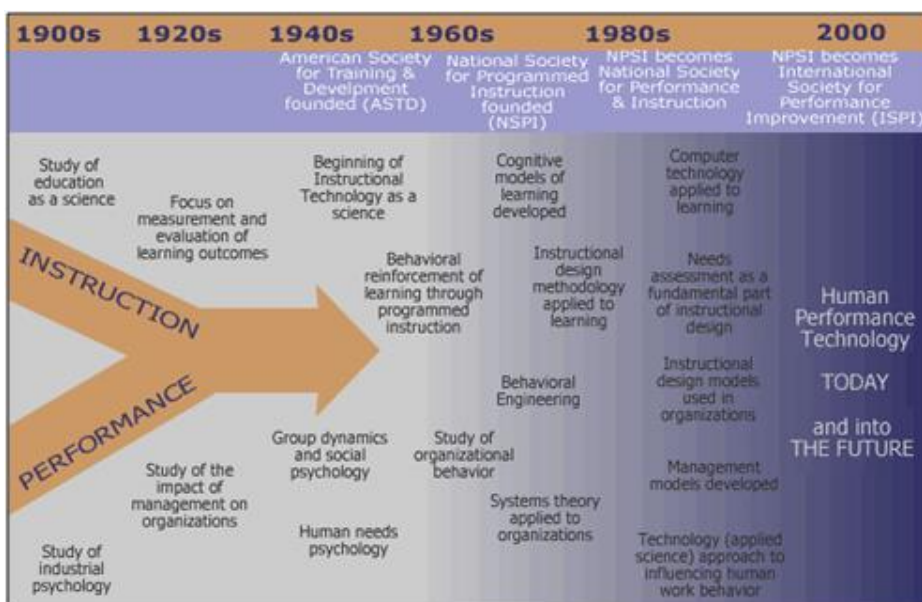 1900s
1920s
1940s
1960s
1980s
2000
American Society
for Training &
Develpment
founded (ASTD)
National Society
for Programmed
Instruction
founded
(NSPI)
NPSI becomes
National Society
for Performance
& Instruction
NPSI becomes
International
Society for
Performance
Improvement (ISPI)
Study of
education
as a science
Focus on
measurement and
evaluation of
learning outcomes
Beginning of
Instructional
Technology as a
science
Cognitive
models of
learning
developed
Computer
technology
applied to
learning
INSTRUCTION
Behavioral
reinforcement of
learning through
programmed
instruction
Instructional
design
methodology
applied to
learning
Needs
assessment as a
fundamental part
of instructional
design
Human
Performance
Technology
TODAY
and into
THE FUTURE
PERFORMANCE
Behavioral
Engineering
Instructional
design models
used in
organizations
Group dynamics
and social
psychology
Study of
organizational
behavior
Study of the
impact of
management on
organizations
Management
models developed
Systems theory
applied to
organizations
Human needs
psychology
Study of
industrial
psychology
Technology (applied
science) approach to
influencing human
work behavior